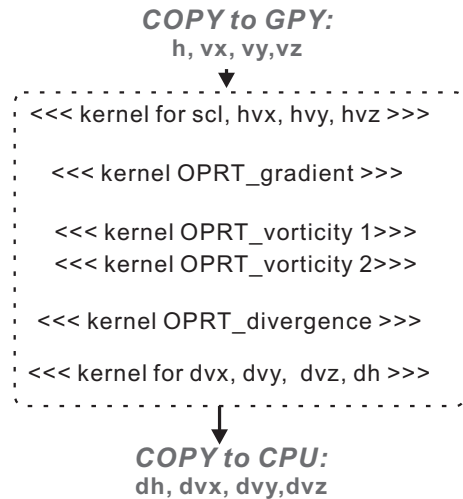 COPY to GPY:
h, vx, vy,vz
<<< kernel for scl, hvx, hvy, hvz >>>
<<< kernel OPRT_gradient >>>
<<< kernel OPRT_vorticity 1>>>
<<< kernel OPRT_vorticity 2>>>
<<< kernel OPRT_divergence >>>
<<< kernel for dvx, dvy, dvz, dh >>>
COPY to CPU:
dh, dvx, dvy,dvz